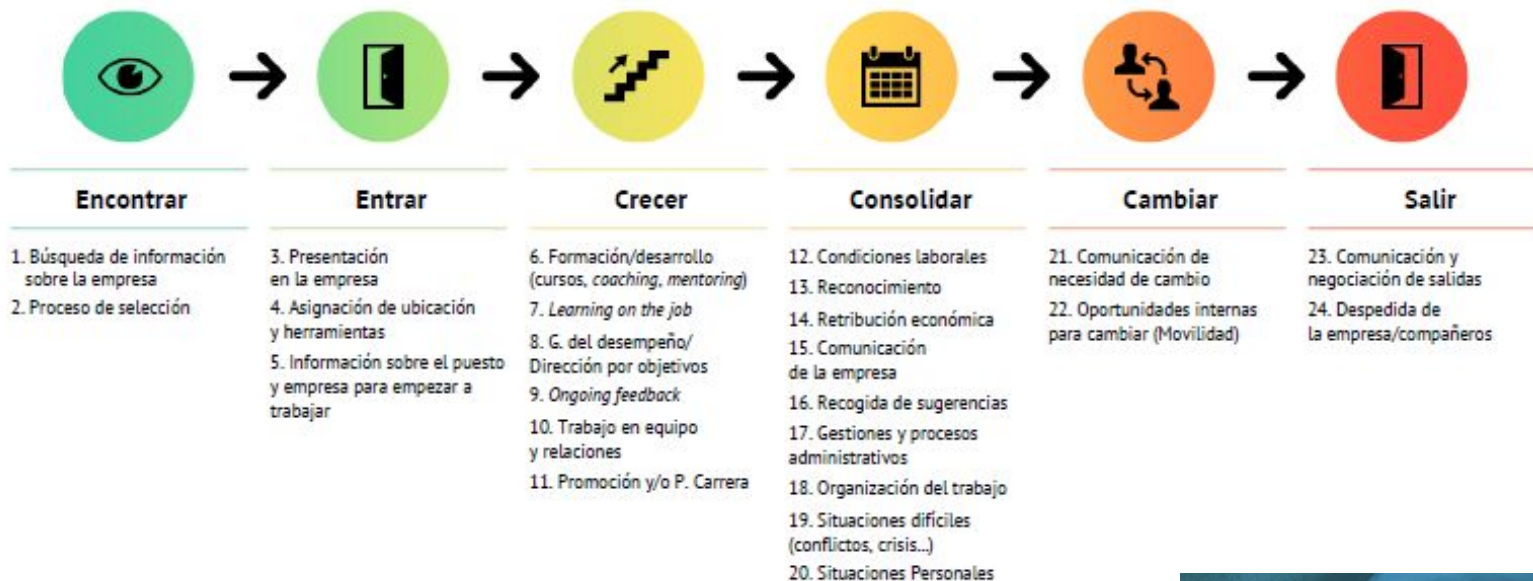 Encontrar
1. Búsqueda de información
sobre la empresa
2. Proceso de selección
Entrar
3. Presentación
en la empresa
4. Asignación de ubicación
y herramientas
5. Información sobre el puesto
y empresa para empezar a
trabajar
Crecer
6. Formación/desarrollo
(cursos, coaching, mentoring)
7. Learning on the job
8. G. del desempeño/
Dirección por objetivos
9. Ongoing feedback
10. Trabajo en equipo
y relaciones
11. Promoción y/o P. Carrera
Consolidar
12. Condiciones laborales
13. Reconocimiento
14. Retribución económica
15. Comunicación
de la empresa
16. Recogida de sugerencias
17. Gestiones y procesos
administrativos
18. Organización del trabajo
19. Situaciones difíciles
(conflictos, crisis...)
20. Situaciones Personales
Cambiar
21. Comunicación de
necesidad de cambio
22. Oportunidades internas
para cambiar (Movilidad)
Salir
23. Comunicación y
negociación de salidas
24. Despedida de
la empresa/compañeros